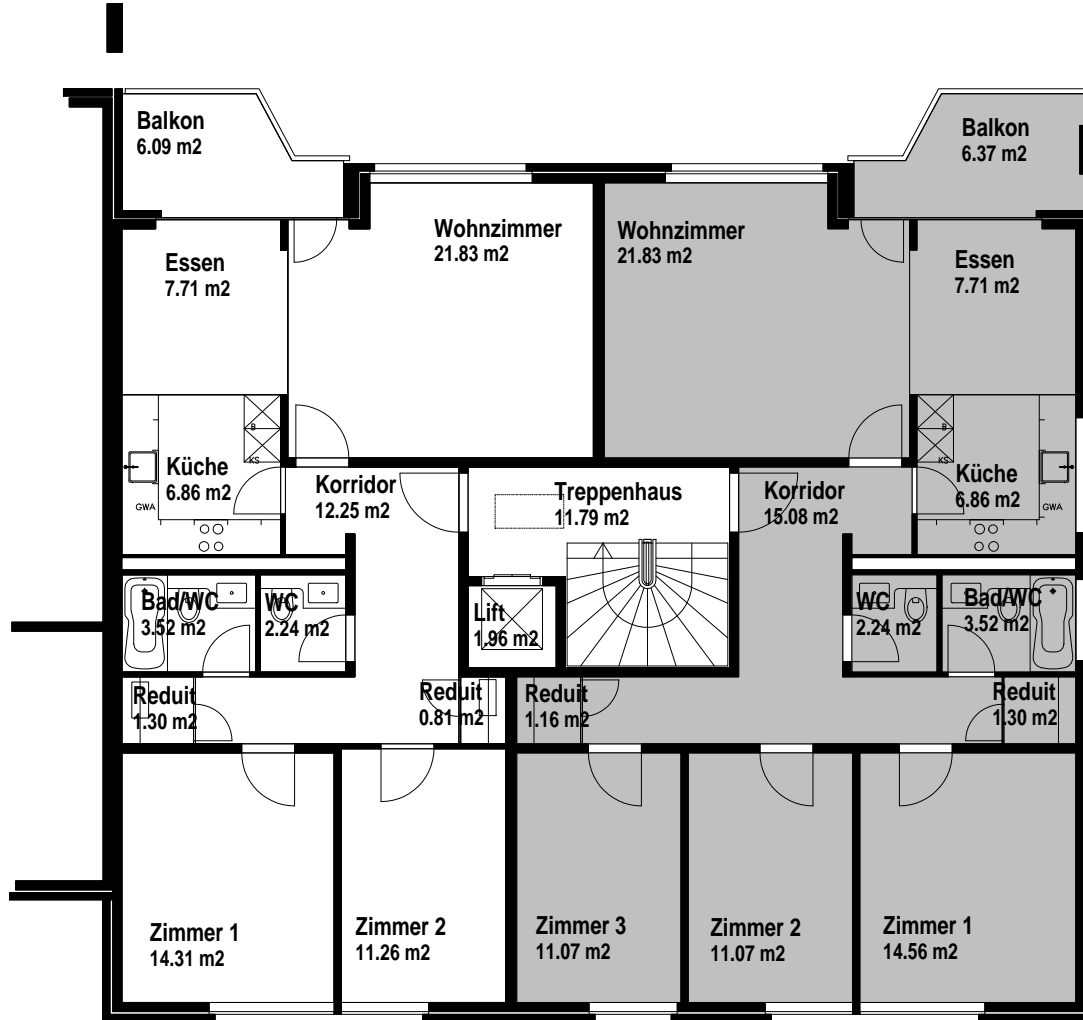 Balkon
6.09 m2
Balkon
6.37 m2
Wohnzimmer
21.83 m2
Wohnzimmer
21.83 m2
Essen
7.71 m2
Essen
7.71 m2
B
KS
B
KS
Küche
6.86 m2
GWA
Korridor
12.25 m2
Treppenhaus
11.79 m2
Korridor
15.08 m2
Küche
6.86 m2
GWA
Bad/WC
3.52 m2
WC
2.24 m2
Lift
1.96 m2
WC
2.24 m2
Bad/WC
3.52 m2
Reduit
1.30 m2
Reduit
0.81 m2
Reduit
1.16 m2
Reduit
1.30 m2
Zimmer 1
14.31 m2
Zimmer 2
11.26 m2
Zimmer 3
11.07 m2
Zimmer 2
11.07 m2
Zimmer 1
14.56 m2